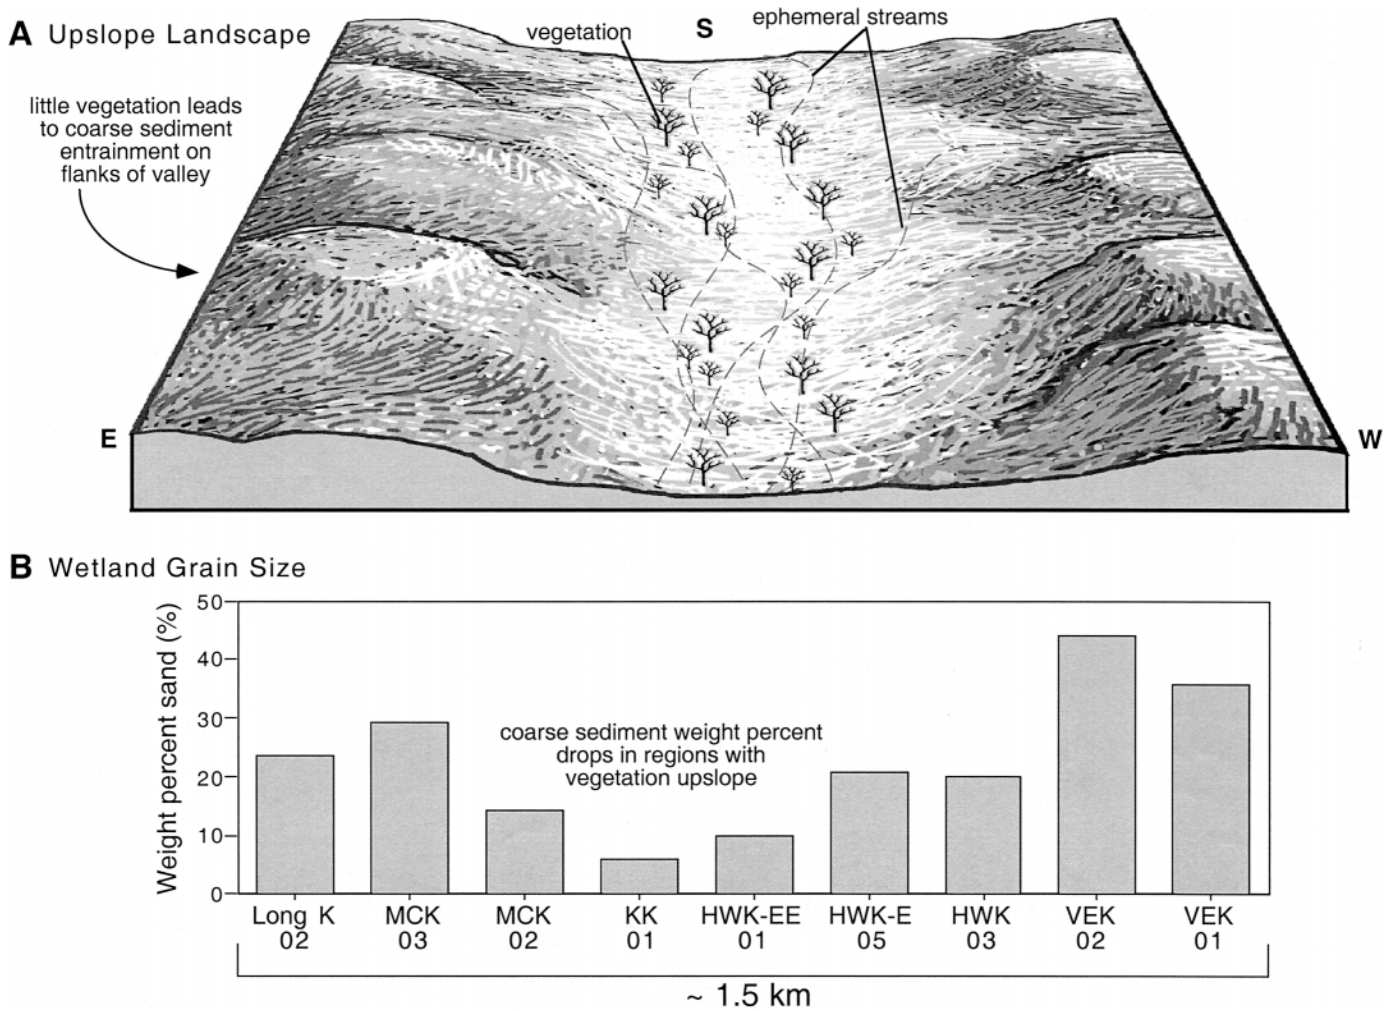 A Upslope Landscape
vegetation
S
ephemeral streams
little vegetation leads
to coarse sediment
entrainment on
flanks of valley
E
W
B Wetland Grain Size
Weight percent sand (%)
50
40
30
20
10
0
coarse sediment weight percent
drops in regions with
vegetation upslope
Long K MCK MCK KK HWK-EE HWK-E HWK VEK VEK
02 03 02 01 01 05 03 02 01
~ 1.5 km